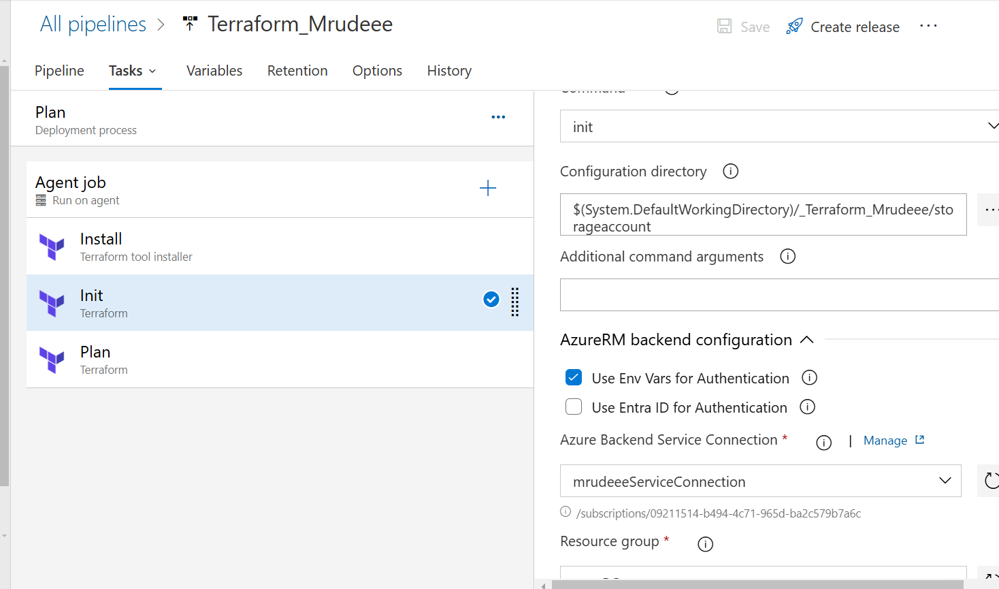 All pipelines > Terraform_Mrudeee
Save
Create release
Pipeline
Tasks
Variables
Retention
Options
History
Plan
Deployment process
Agent job
Run on agent
Install
Terraform tool installer
Init
Terraform
Plan
Terraform
Command
init
Configuration directory
$(System.DefaultWorkingDirectory)/_Terraform_Mrudeee/sto
rageaccount
Additional command arguments
AzureRM backend configuration
Use Env Vars for Authentication
Use Entra ID for Authentication
Azure Backend Service Connection * | Manage
mrudeeeServiceConnection
/subscriptions/09211514-b494-4c71-965d-ba2c579b7a6c
Resource group *